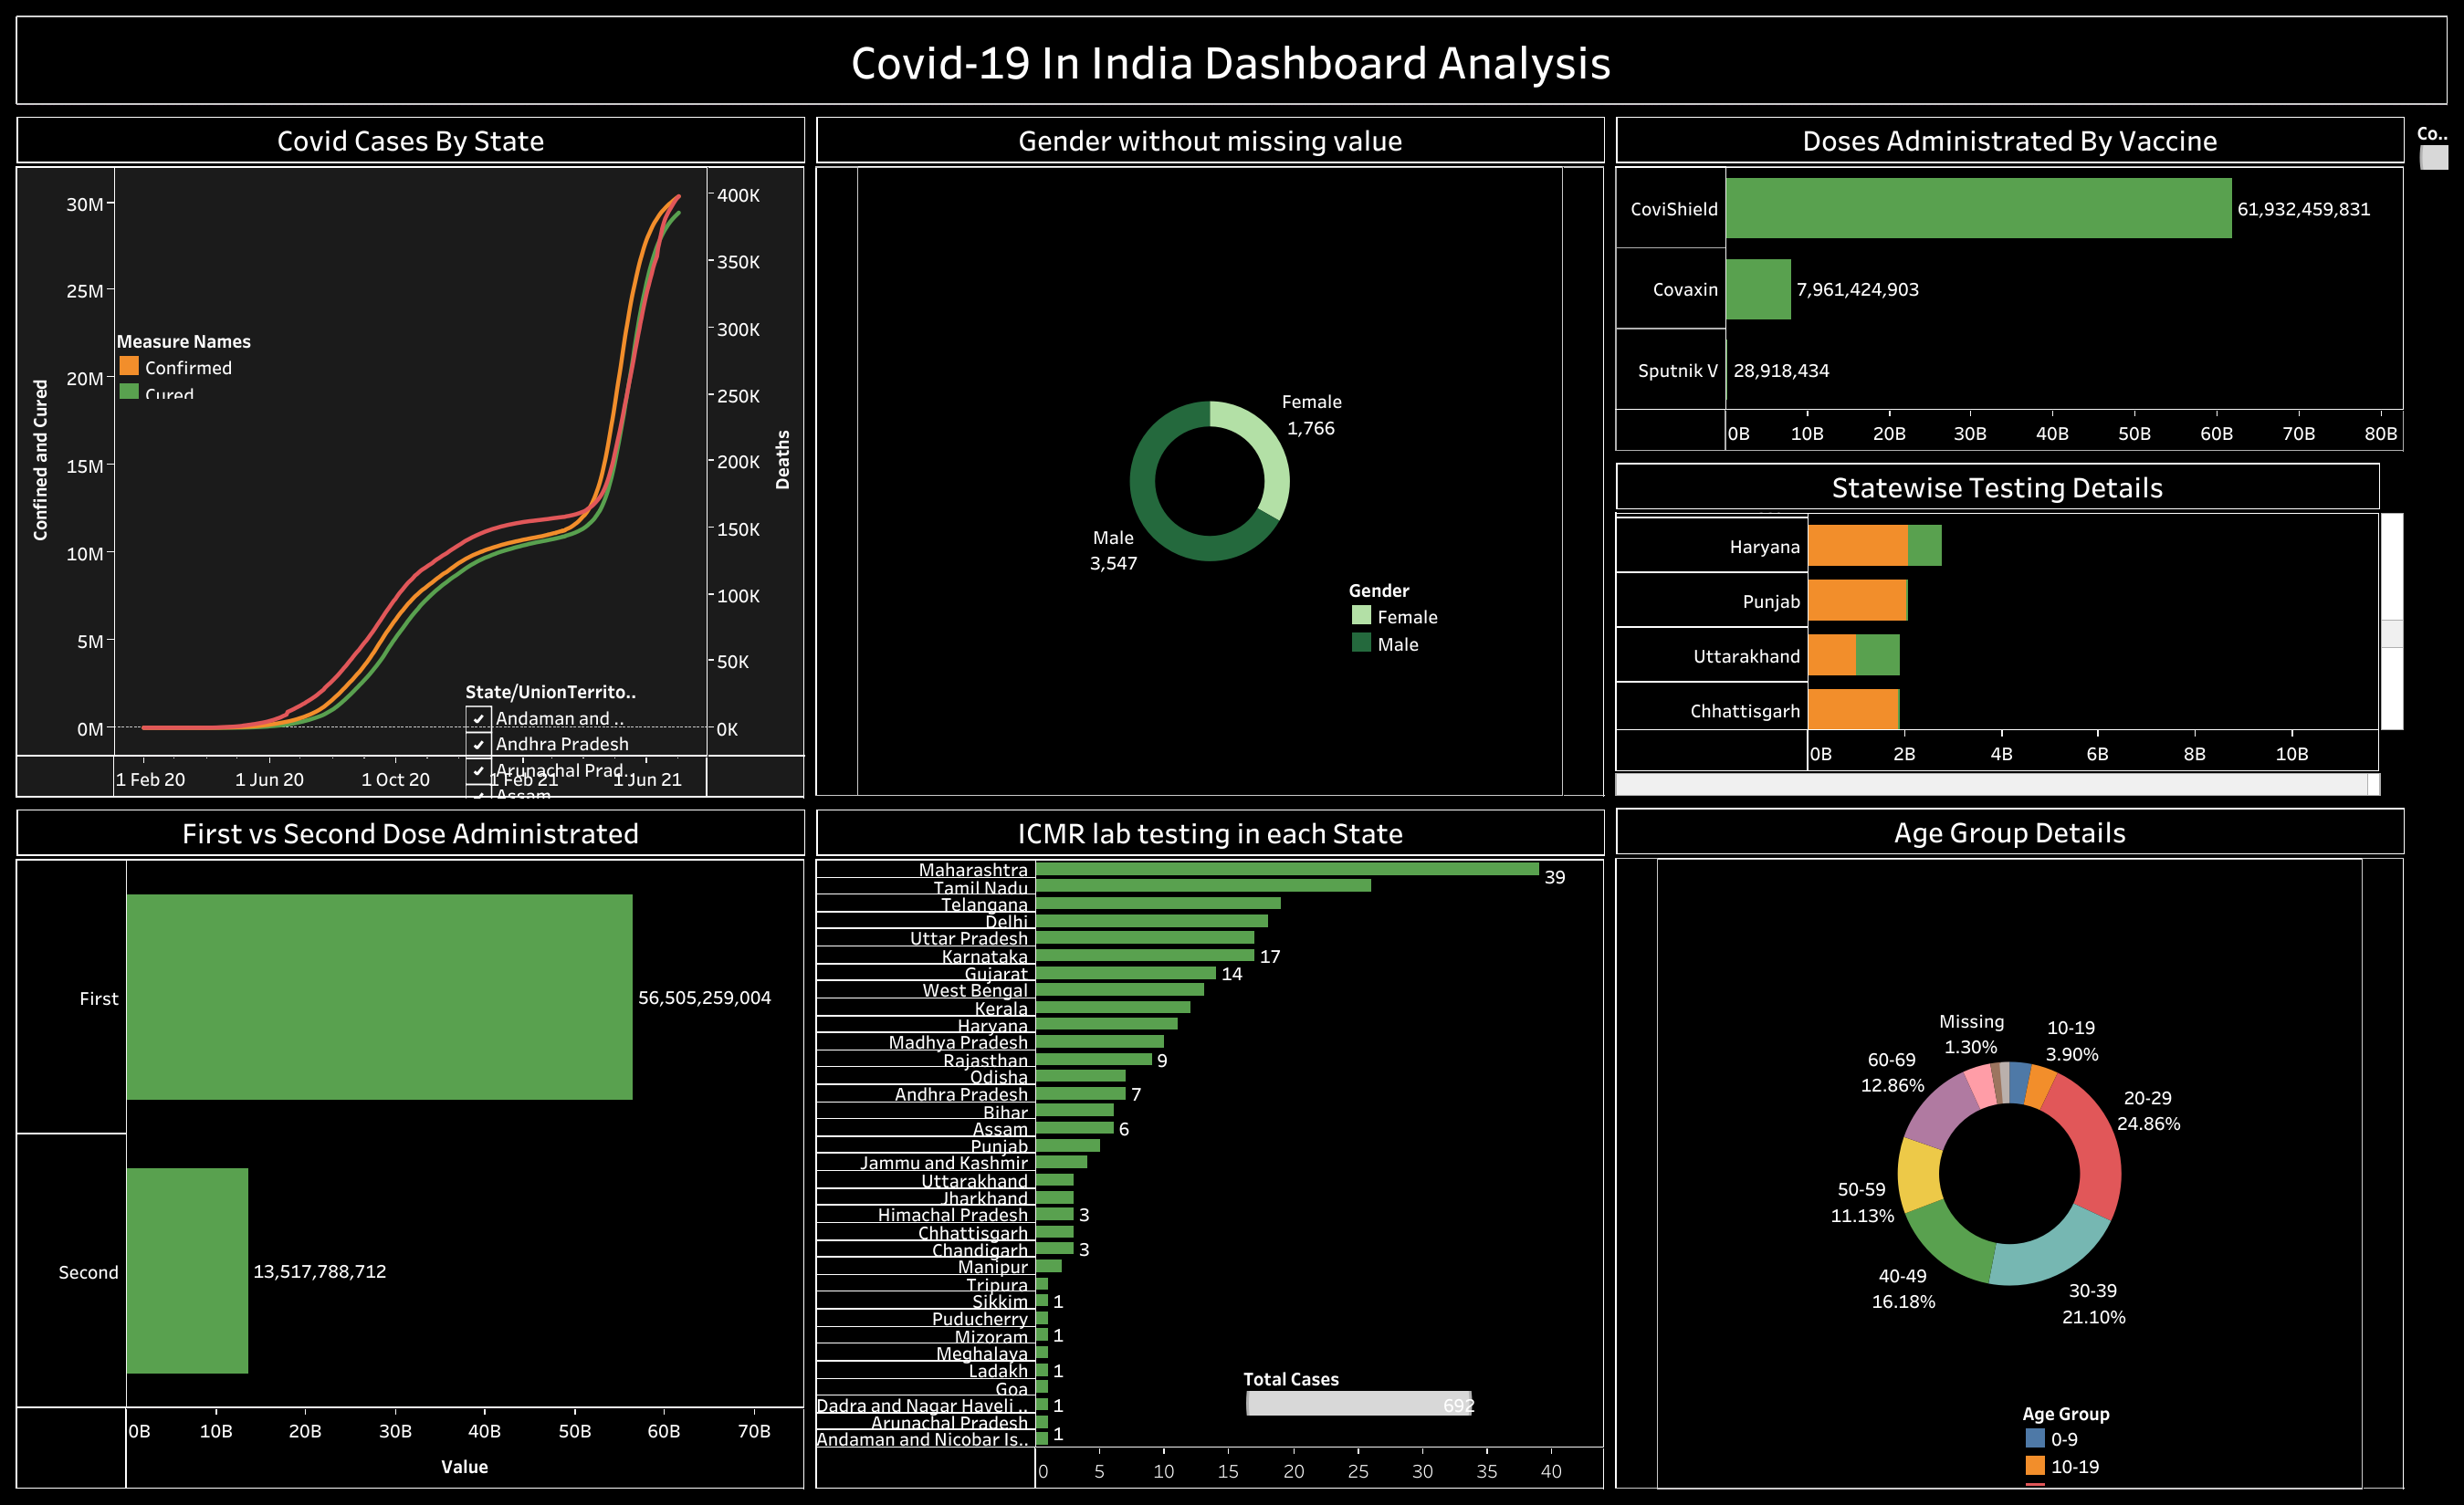 Covid-19 In India Dashboard Analysis
Covid Cases By State
30M
25M
20M
15M
10M
5M
0M
Confined and Cured
Measure Names
Confirmed
Cured
400K
350K
300K
250K
200K
150K
100K
50K
0K
Deaths
State/UnionTerrito..
Andaman and ..
Andhra Pradesh
Arunachal Prad..
Assam
1 Feb 20
1 Jun 20
1 Oct 20
1 Feb 21
1 Jun 21
Gender without missing value
Female
1,766
Male
3,547
Gender
Female
Male
Doses Administrated By Vaccine
Co..
CoviShield
61,932,459,831
Covaxin
7,961,424,903
Sputnik V
28,918,434
0B
10B
20B
30B
40B
50B
60B
70B
80B
Statewise Testing Details
Haryana
Punjab
Uttarakhand
Chhattisgarh
0B
2B
4B
6B
8B
10B
First vs Second Dose Administrated
First
56,505,259,004
Second
13,517,788,712
0B
10B
20B
30B
40B
50B
60B
70B
Value
ICMR lab testing in each State
Maharashtra
39
Tamil Nadu
Telangana
Delhi
Uttar Pradesh
Karnataka
17
Gujarat
14
West Bengal
Kerala
Haryana
Madhya Pradesh
Rajasthan
9
Odisha
Andhra Pradesh
7
Bihar
Assam
6
Punjab
Jammu and Kashmir
Uttarakhand
Jharkhand
Himachal Pradesh
3
Chhattisgarh
Chandigarh
3
Manipur
Tripura
Sikkim
1
Puducherry
Mizoram
1
Meghalaya
Ladakh
1
Goa
Dadra and Nagar Haveli ..
1
Arunachal Pradesh
Andaman and Nicobar Is..
1
Total Cases
692
0
5
10
15
20
25
30
35
40
Age Group Details
Missing
1.30%
10-19
3.90%
60-69
12.86%
20-29
24.86%
50-59
11.13%
40-49
16.18%
30-39
21.10%
Age Group
0-9
10-19